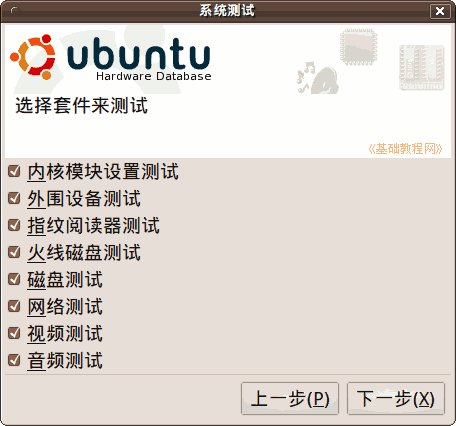 系统测试
ubuntu
Hardware Database
选择套件来测试
《基础教程网》
内核模块设置测试
外围设备测试
指纹阅读器测试
火线磁盘测试
磁盘测试
网络测试
视频测试
音频测试
上一步(P) 下一步(X)